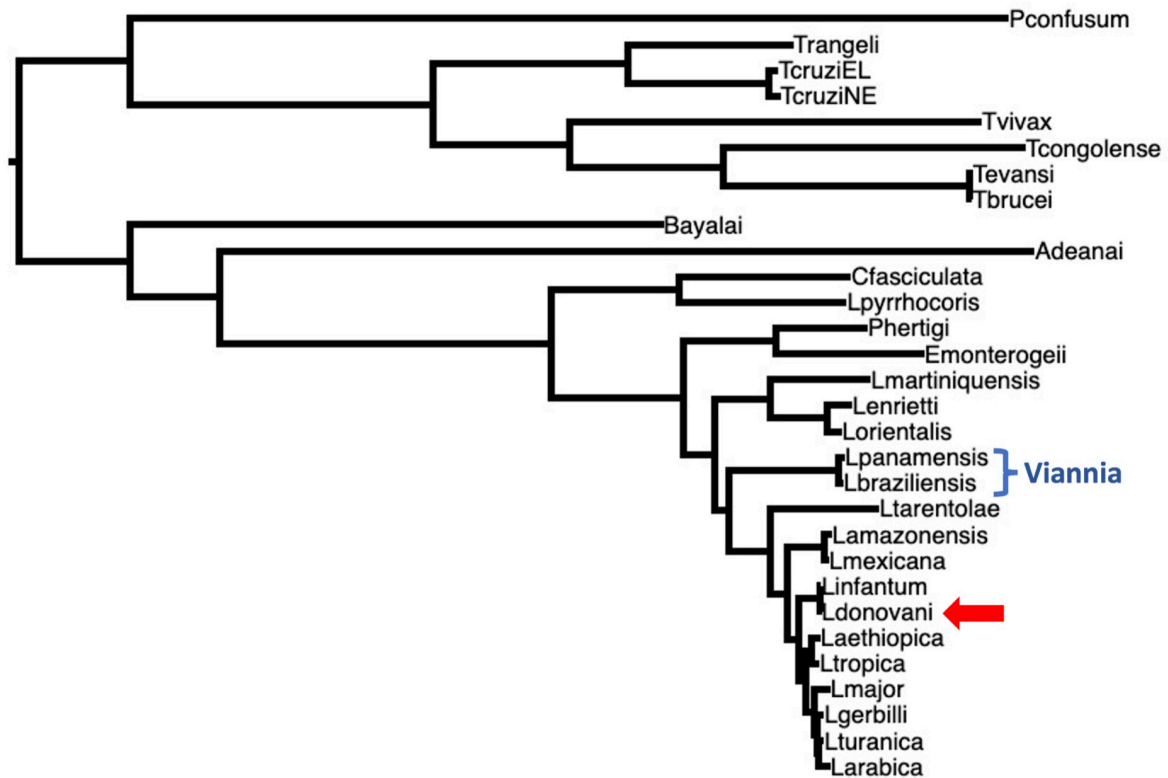 Pconfusum
Trangeli
TcruziEL
TcruziNE
Tvivax
Tcongolense
Tevansi
Tbrucei
Bayalai
Adeanai
Cfasciculata
Lpyrrhocoris
Phertigi
Emonterogeii
Lmartiniquensis
Lenrietti
Lorientalis
Lpanamensis
Viannia
Lbraziliensis
Ltarentolae
Lamazonensis
Lmexicana
Linfantum
Ldonovani
Laethiopica
Ltropica
Lmajor
Lgerbilli
Lturanica
Larabica